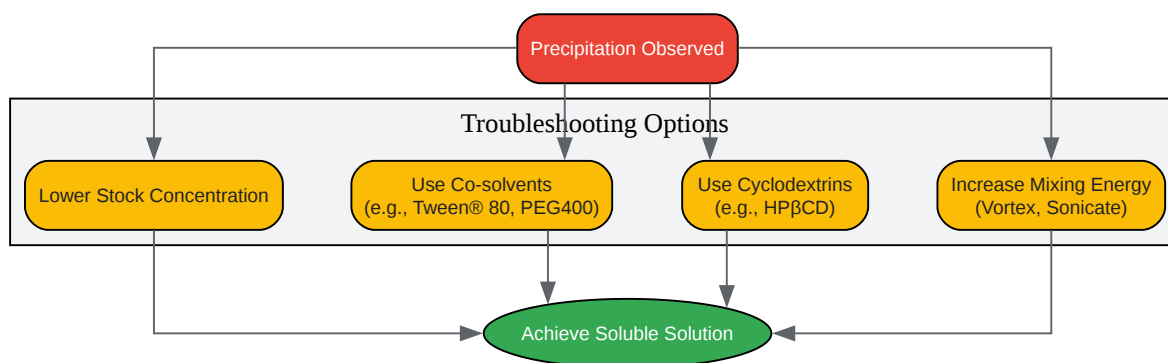 Precipitation Observed
Troubleshooting Options
Lower Stock Concentration
Use Co-solvents
(e.g., Tween® 80, PEG400)
Use Cyclodextrins
(e.g., HPβCD)
Increase Mixing Energy
(Vortex, Sonicate)
Achieve Soluble Solution